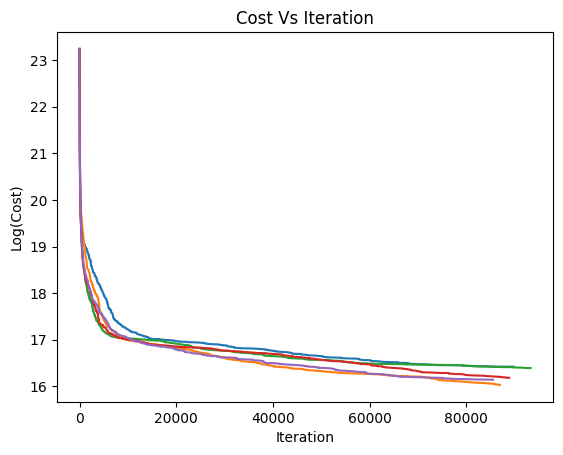 Cost Vs Iteration
Log(Cost)
23
22
21
20
19
18
17
16
0 20000 40000 60000 80000
Iteration